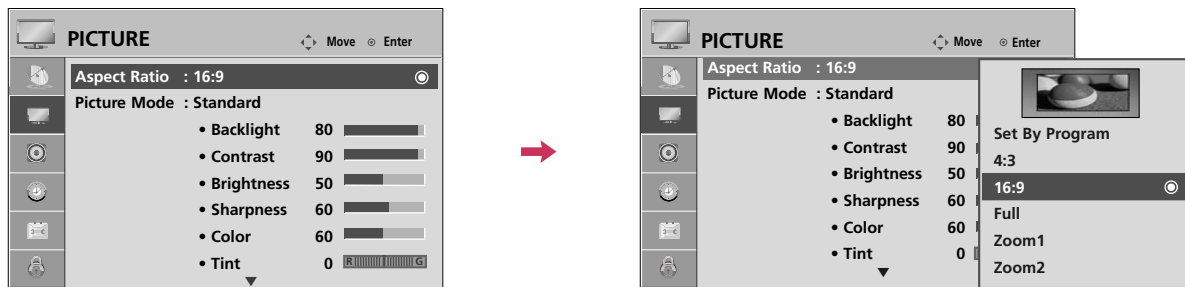 PICTURE
Move
Enter
Aspect Ratio : 16:9
Picture Mode : Standard
• Backlight 80
• Contrast 90
• Brightness 50
• Sharpness 60
• Color 60
• Tint 0 R G
PICTURE
Move
Enter
Aspect Ratio : 16:9
Picture Mode : Standard
• Backlight 80
• Contrast 90
• Brightness 50
• Sharpness 60
• Color 60
• Tint 0
Set By Program
4:3
16:9
Full
Zoom1
Zoom2